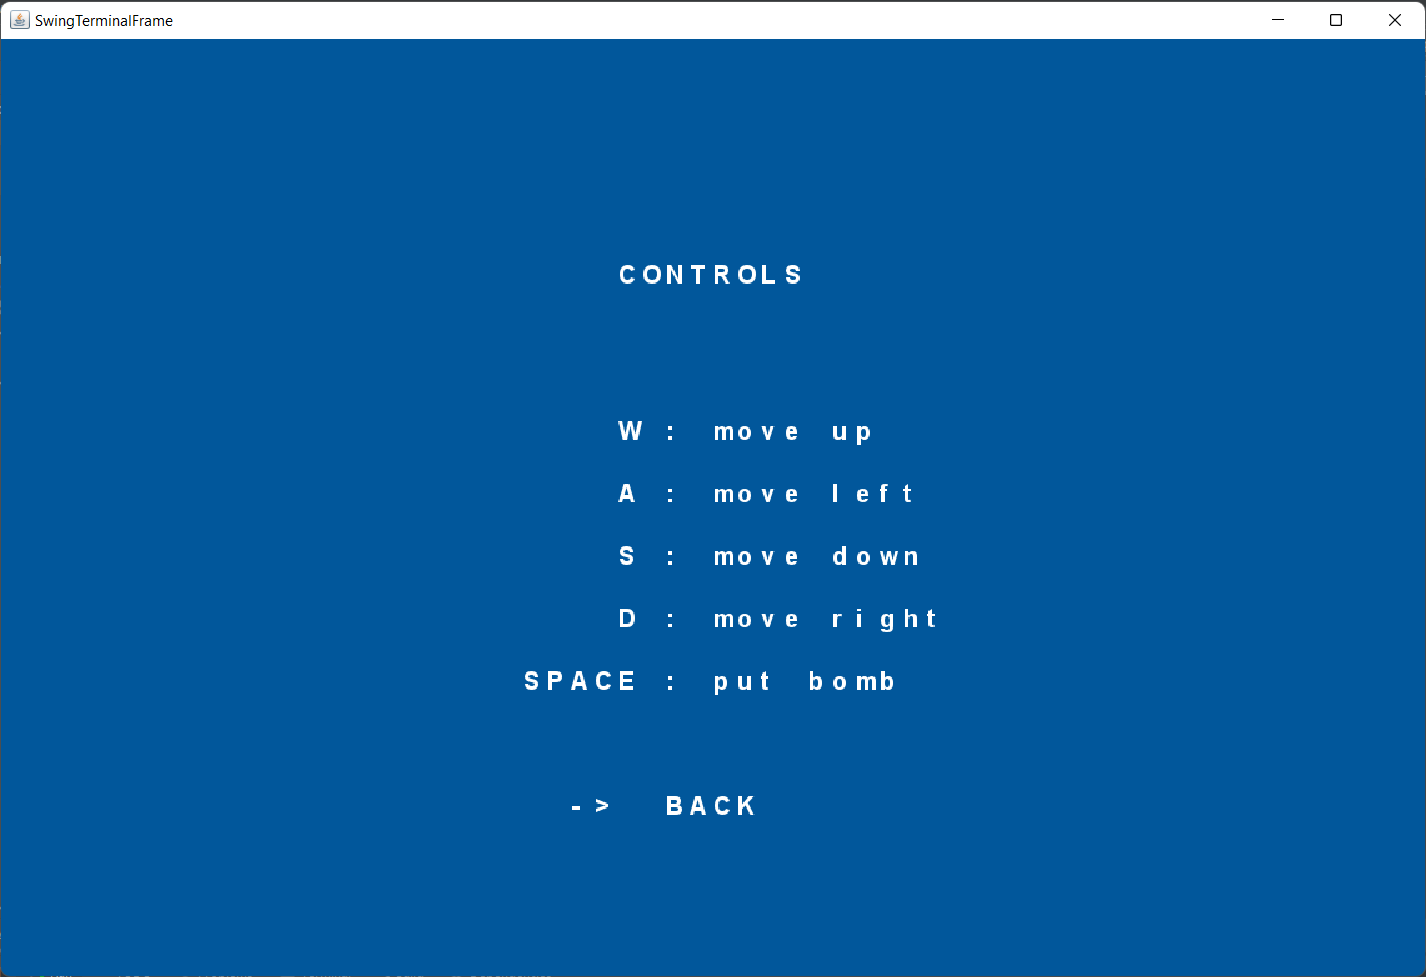 SwingTerminalFrame
CONTROLS
W : move up
A : move left
S : move down
D : move right
SPACE : put bomb
-> BACK